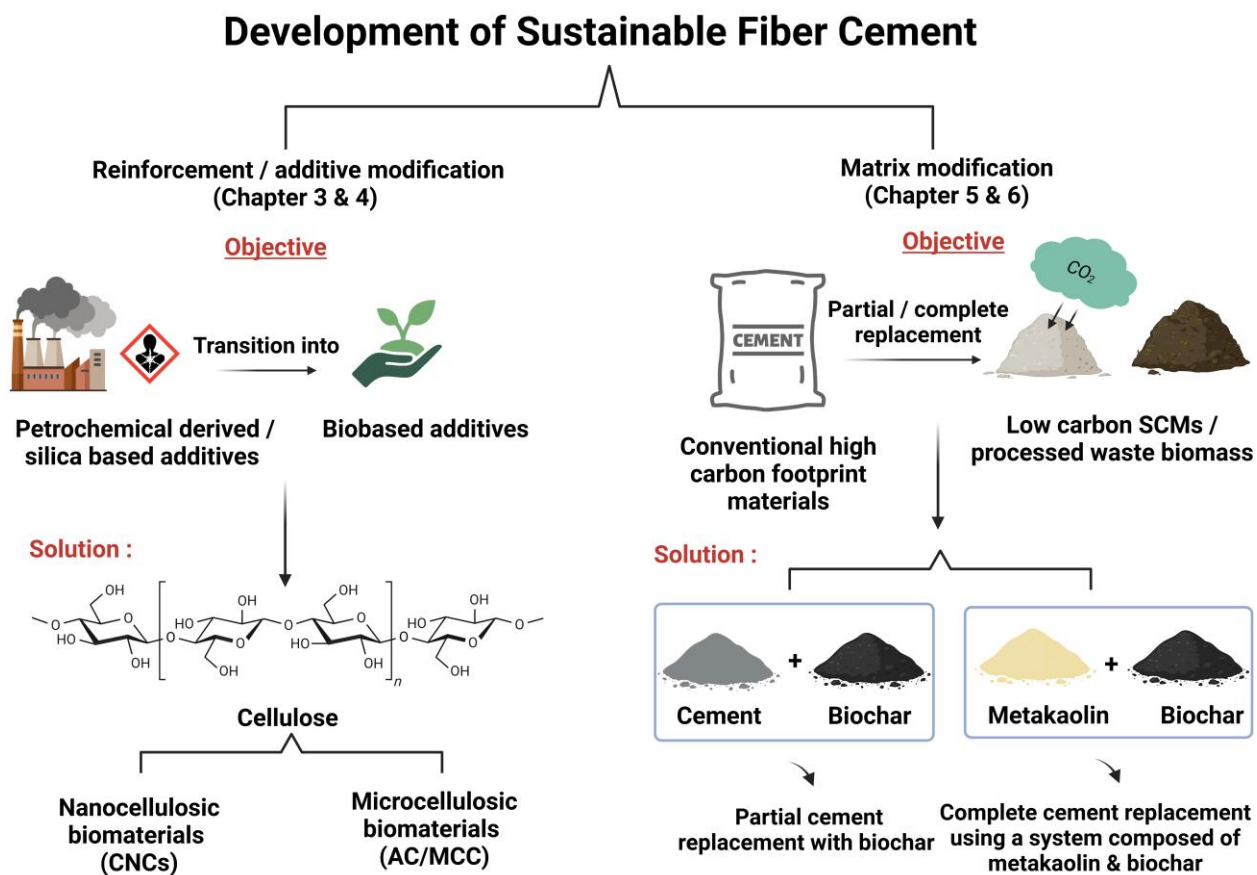 Development of Sustainable Fiber Cement
Reinforcement / additive modification
(Chapter 3 & 4)
Objective
Transition into
Petrochemical derived /
silica based additives
Biobased additives
Solution :
OH
OH
OH
OH
O
O
O
O
HO
HO
HO
HO
O
O
O
O
O
OH
OH
OH
OH
n
Cellulose
Nanocellulosic
biomaterials
(CNCs)
Microcellulosic
biomaterials
(AC/MCC)
Matrix modification
(Chapter 5 & 6)
Objective
CO2
Partial / complete
replacement
CEMENT
Conventional high
carbon footprint
materials
Low carbon SCMs /
processed waste biomass
Solution :
+
Cement
Biochar
+
Metakaolin
Biochar
Partial cement
replacement with biochar
Complete cement replacement
using a system composed of
metakaolin & biochar